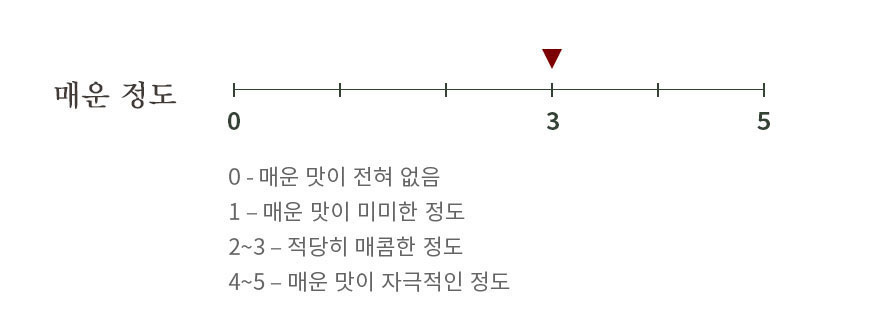 매운 정도
0 3 5
0 - 매운 맛이 전혀 없음
1 – 매운 맛이 미미한 정도
2~3 – 적당히 매콤한 정도
4~5 – 매운 맛이 자극적인 정도